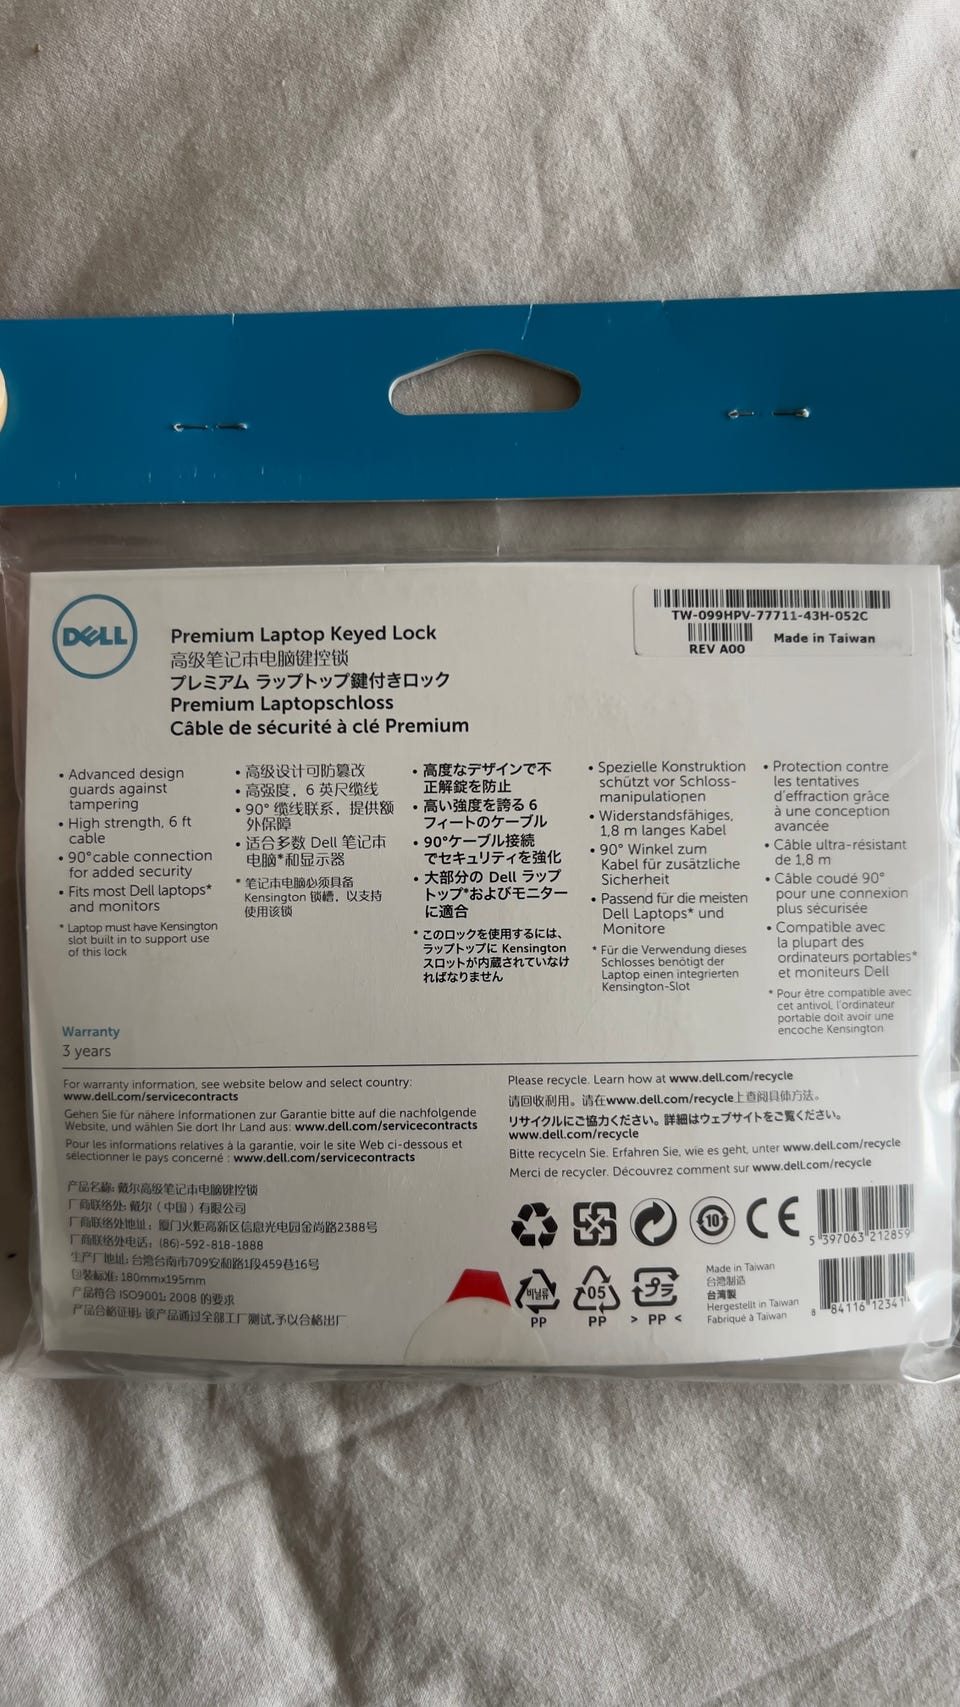 DELL
Premium Laptop Keyed Lock
高级笔记本电脑键控锁
プレミアム ラップトップ鍵付きロック
Premium Laptopschloss
Câble de sécurité à clé Premium
TW-099HPV-77711-43H-052C
REV A00
Made in Taiwan
• Advanced design
guards against
tampering
• High strength, 6 ft
cable
• 90°cable connection
for added security
• Fits most Dell laptops*
and monitors
* Laptop must have Kensington
slot built in to support use
of this lock
• 高级设计可防篡改
• 高强度，6 英尺缆线
• 90° 缆线联系，提供额
外保障
• 适合多数 Dell 笔记本
电脑*和显示器
* 笔记本电脑必须具备
Kensington 锁槽，以支持
使用该锁
• 高度なデザインで不
正解錠を防止
• 高い強度を誇る 6
フィートのケーブル
• 90°ケーブル接続
でセキュリティを強化
• 大部分の Dell ラップ
トップ*およびモニター
に適合
* このロックを使用するには、
ラップトップに Kensington
スロットが内蔵されていなけ
ればなりません
• Spezielle Konstruktion
schützt vor Schloss-
manipulationen
• Widerstandsfähiges,
1,8 m langes Kabel
• 90° Winkel zum
Kabel für zusätzliche
Sicherheit
• Passend für die meisten
Dell Laptops* und
Monitore
* Für die Verwendung dieses
Schlosses benötigt der
Laptop einen integrierten
Kensington-Slot
• Protection contre
les tentatives
d'effraction grâce
à une conception
avancée
• Câble ultra-résistant
de 1,8 m
• Câble coudé 90°
pour une connexion
plus sécurisée
• Compatible avec
la plupart des
ordinateurs portables*
et moniteurs Dell
* Pour être compatible avec
cet antivol, l'ordinateur
portable doit avoir une
encoche Kensington
Warranty
3 years
For warranty information, see website below and select country:
www.dell.com/servicecontracts
Gehen Sie für nähere Informationen zur Garantie bitte auf die nachfolgende
Website, und wählen Sie dort Ihr Land aus: www.dell.com/servicecontracts
Pour les informations relatives à la garantie, voir le site Web ci-dessous et
sélectionner le pays concerné : www.dell.com/servicecontracts
Please recycle. Learn how at www.dell.com/recycle
请回收利用。请在www.dell.com/recycle上查阅具体方法。
リサイクルにご協力ください。詳細はウェブサイトをご覧ください。
www.dell.com/recycle
Bitte recyceln Sie. Erfahren Sie, wie es geht, unter www.dell.com/recycle
Merci de recycler. Découvrez comment sur www.dell.com/recycle
产品名称: 戴尔高级笔记本电脑键控锁
厂商联络处: 戴尔（中国）有限公司
厂商联络处地址：厦门火炬高新区信息光电园金尚路2388号
厂商联络处电话：(86)-592-818-1888
生产厂地址: 台湾台南市709安和路1段459巷16号
包装标准: 180mmx195mm
产品符合 ISO9001: 2008 的要求
产品合格证明: 该产品通过全部工厂测试,予以合格出厂
10
CE
5 397063 212859
비닐류
PP
05
PP
プラ
> PP <
Made in Taiwan
台湾制造
台湾製
Hergestellt in Taiwan
Fabriqué à Taiwan
8 84116 12341